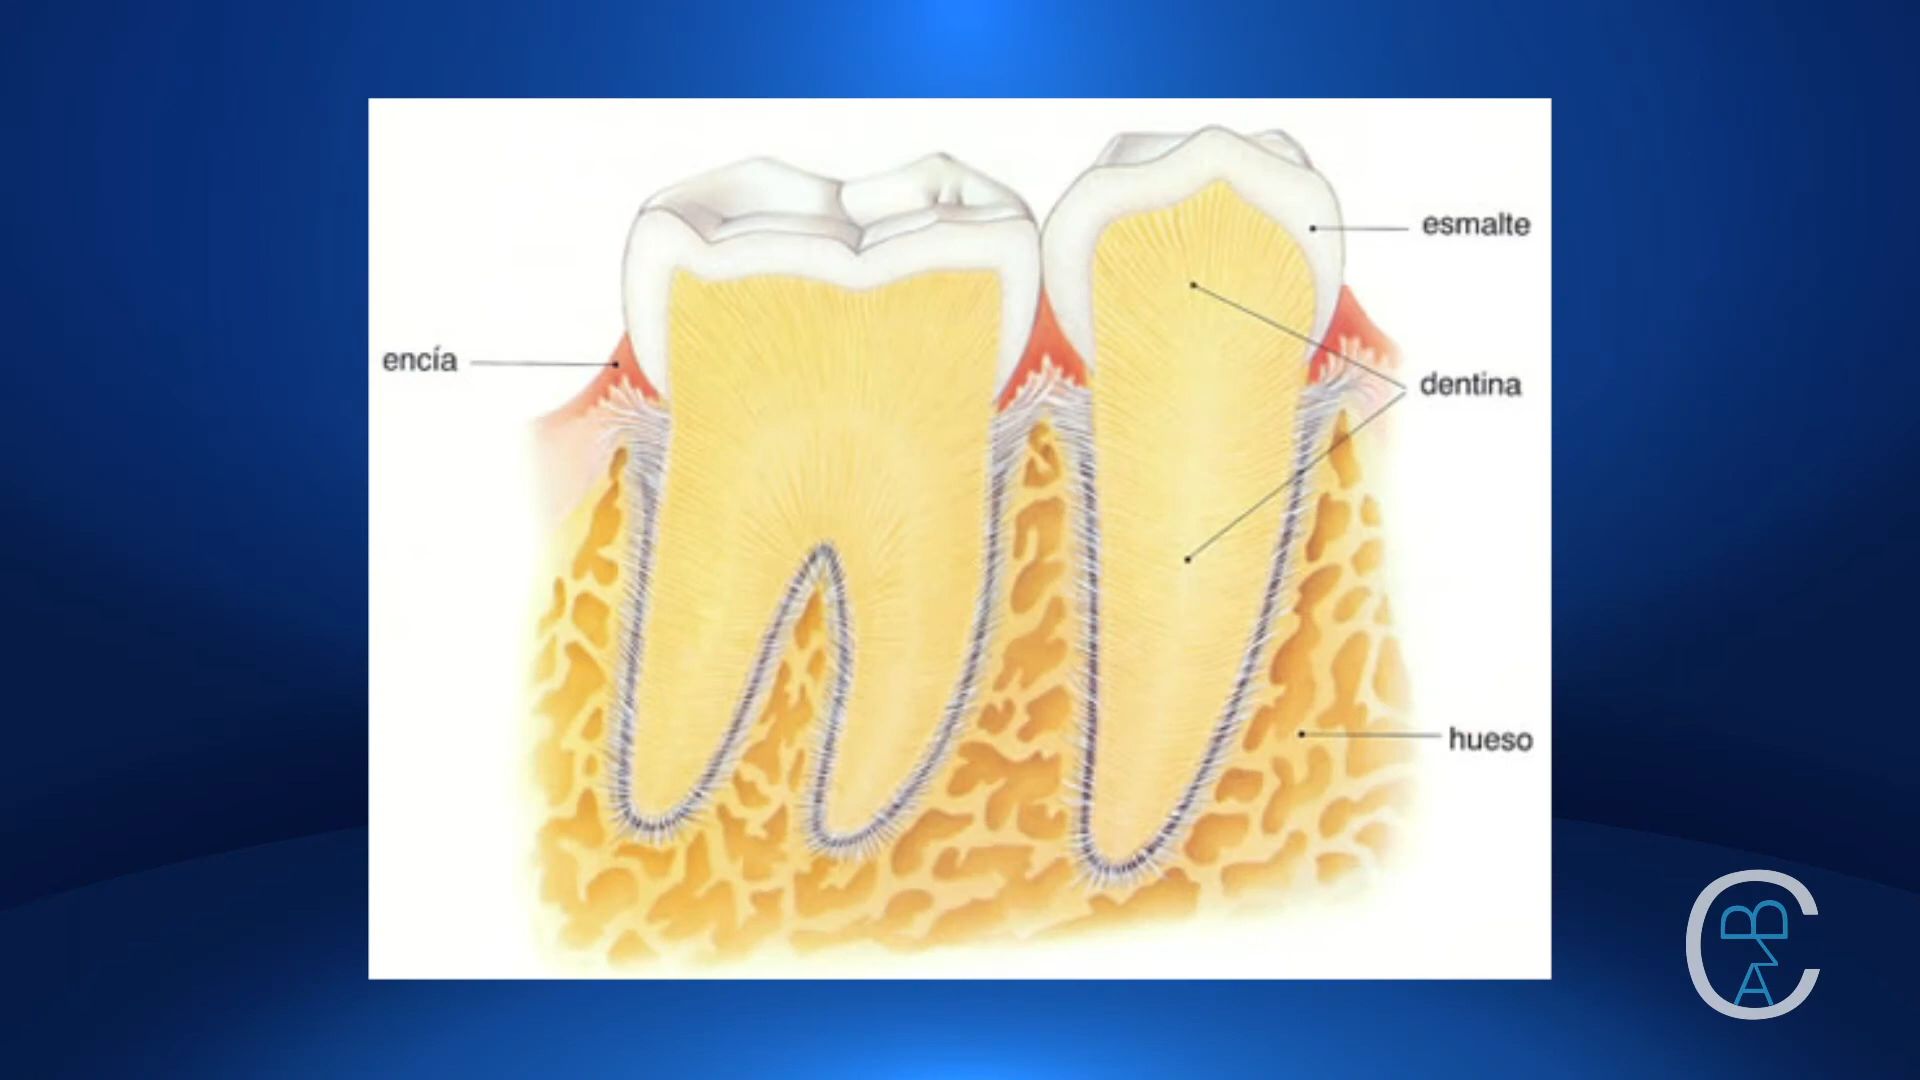 esmalte
encía
dentina
hueso
C
B
Z
A